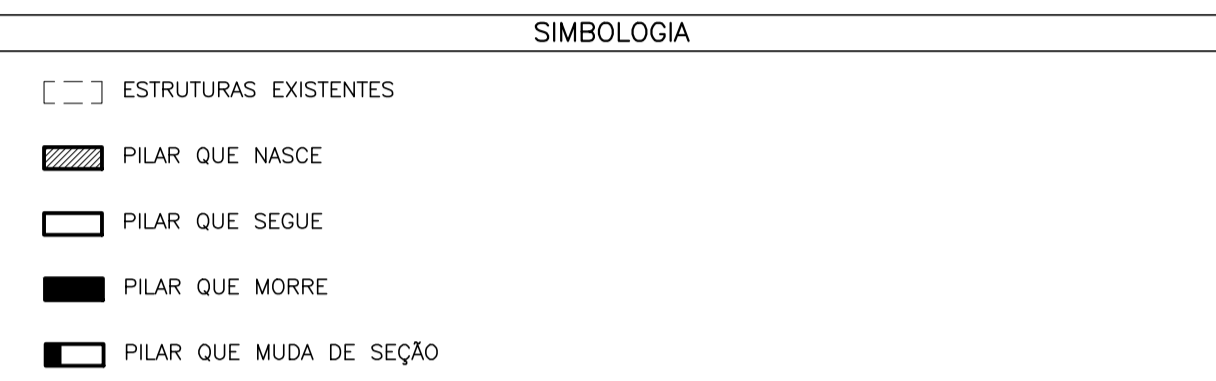 SIMBOLOGIA
ESTRUTURAS EXISTENTES
PILAR QUE NASCE
PILAR QUE SEGUE
PILAR QUE MORRE
PILAR QUE MUDA DE SEÇÃO